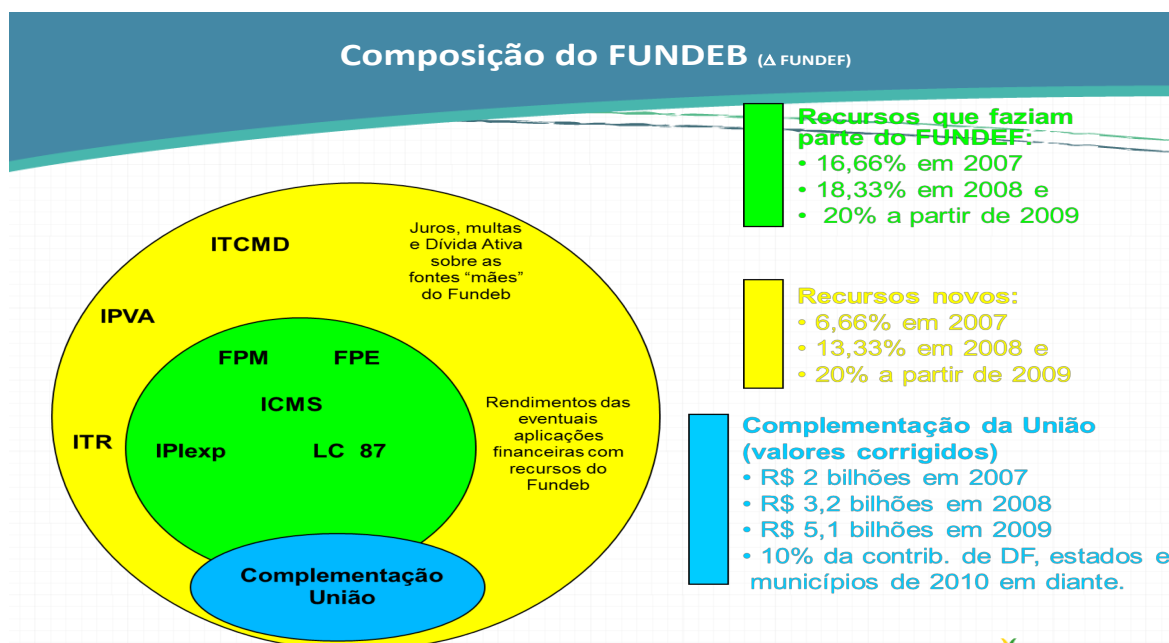 Composição do FUNDEB (Δ FUNDEF)
Recursos que faziam
parte do FUNDEF:
• 16,66% em 2007
• 18,33% em 2008 e
• 20% a partir de 2009
Recursos novos:
• 6,66% em 2007
• 13,33% em 2008 e
• 20% a partir de 2009
Complementação da União
(valores corrigidos)
• R$ 2 bilhões em 2007
• R$ 3,2 bilhões em 2008
• R$ 5,1 bilhões em 2009
• 10% da contrib. de DF, estados e
municípios de 2010 em diante.
ITCMD
Juros, multas
e Dívida Ativa
sobre as
fontes “mães”
do Fundeb
IPVA
FPM FPE
ICMS
ITR
IPIexp LC 87
Rendimentos das
eventuais
aplicações
financeiras com
recursos do
Fundeb
Complementação
União